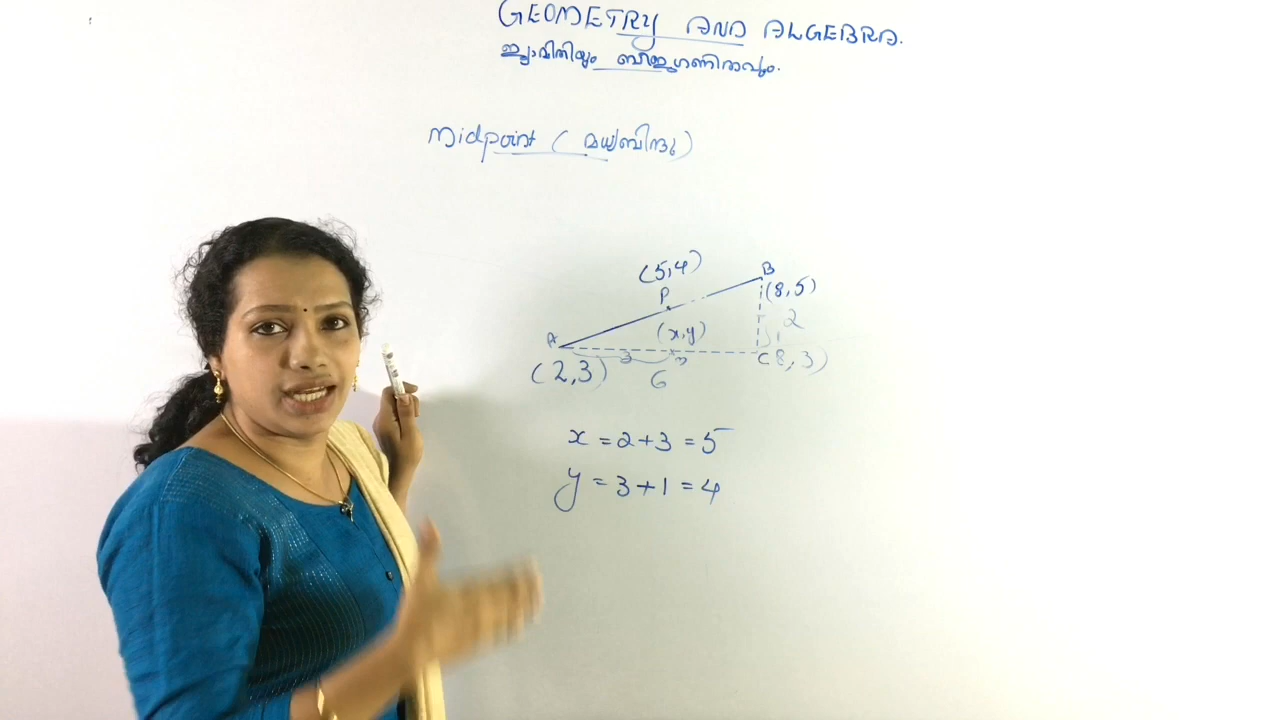 GEOMETRY AND ALGEBRA.
ജ്യാമിതിയും ബീജഗണിതവും.
Midpoint ( മധ്യബിന്ദു )
(5,4)
B
P
(8,5)
(x,y)
2
1
A
3
C(8,3)
(2,3)
6
x = 2+3 = 5
y = 3+1 = 4